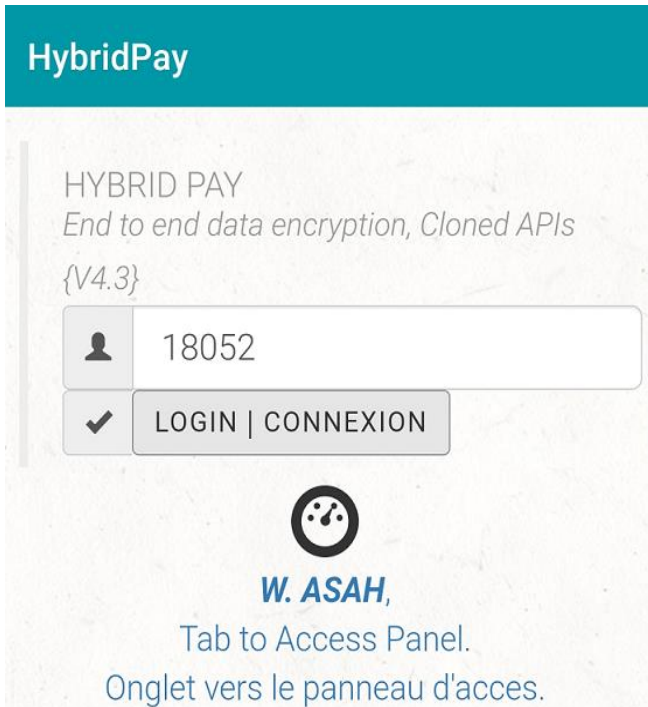 HybridPay
HYBRID PAY
End to end data encryption, Cloned APIs
{V4.3}
18052
LOGIN | CONNEXION
W. ASAH,
Tab to Access Panel.
Onglet vers le panneau d'acces.